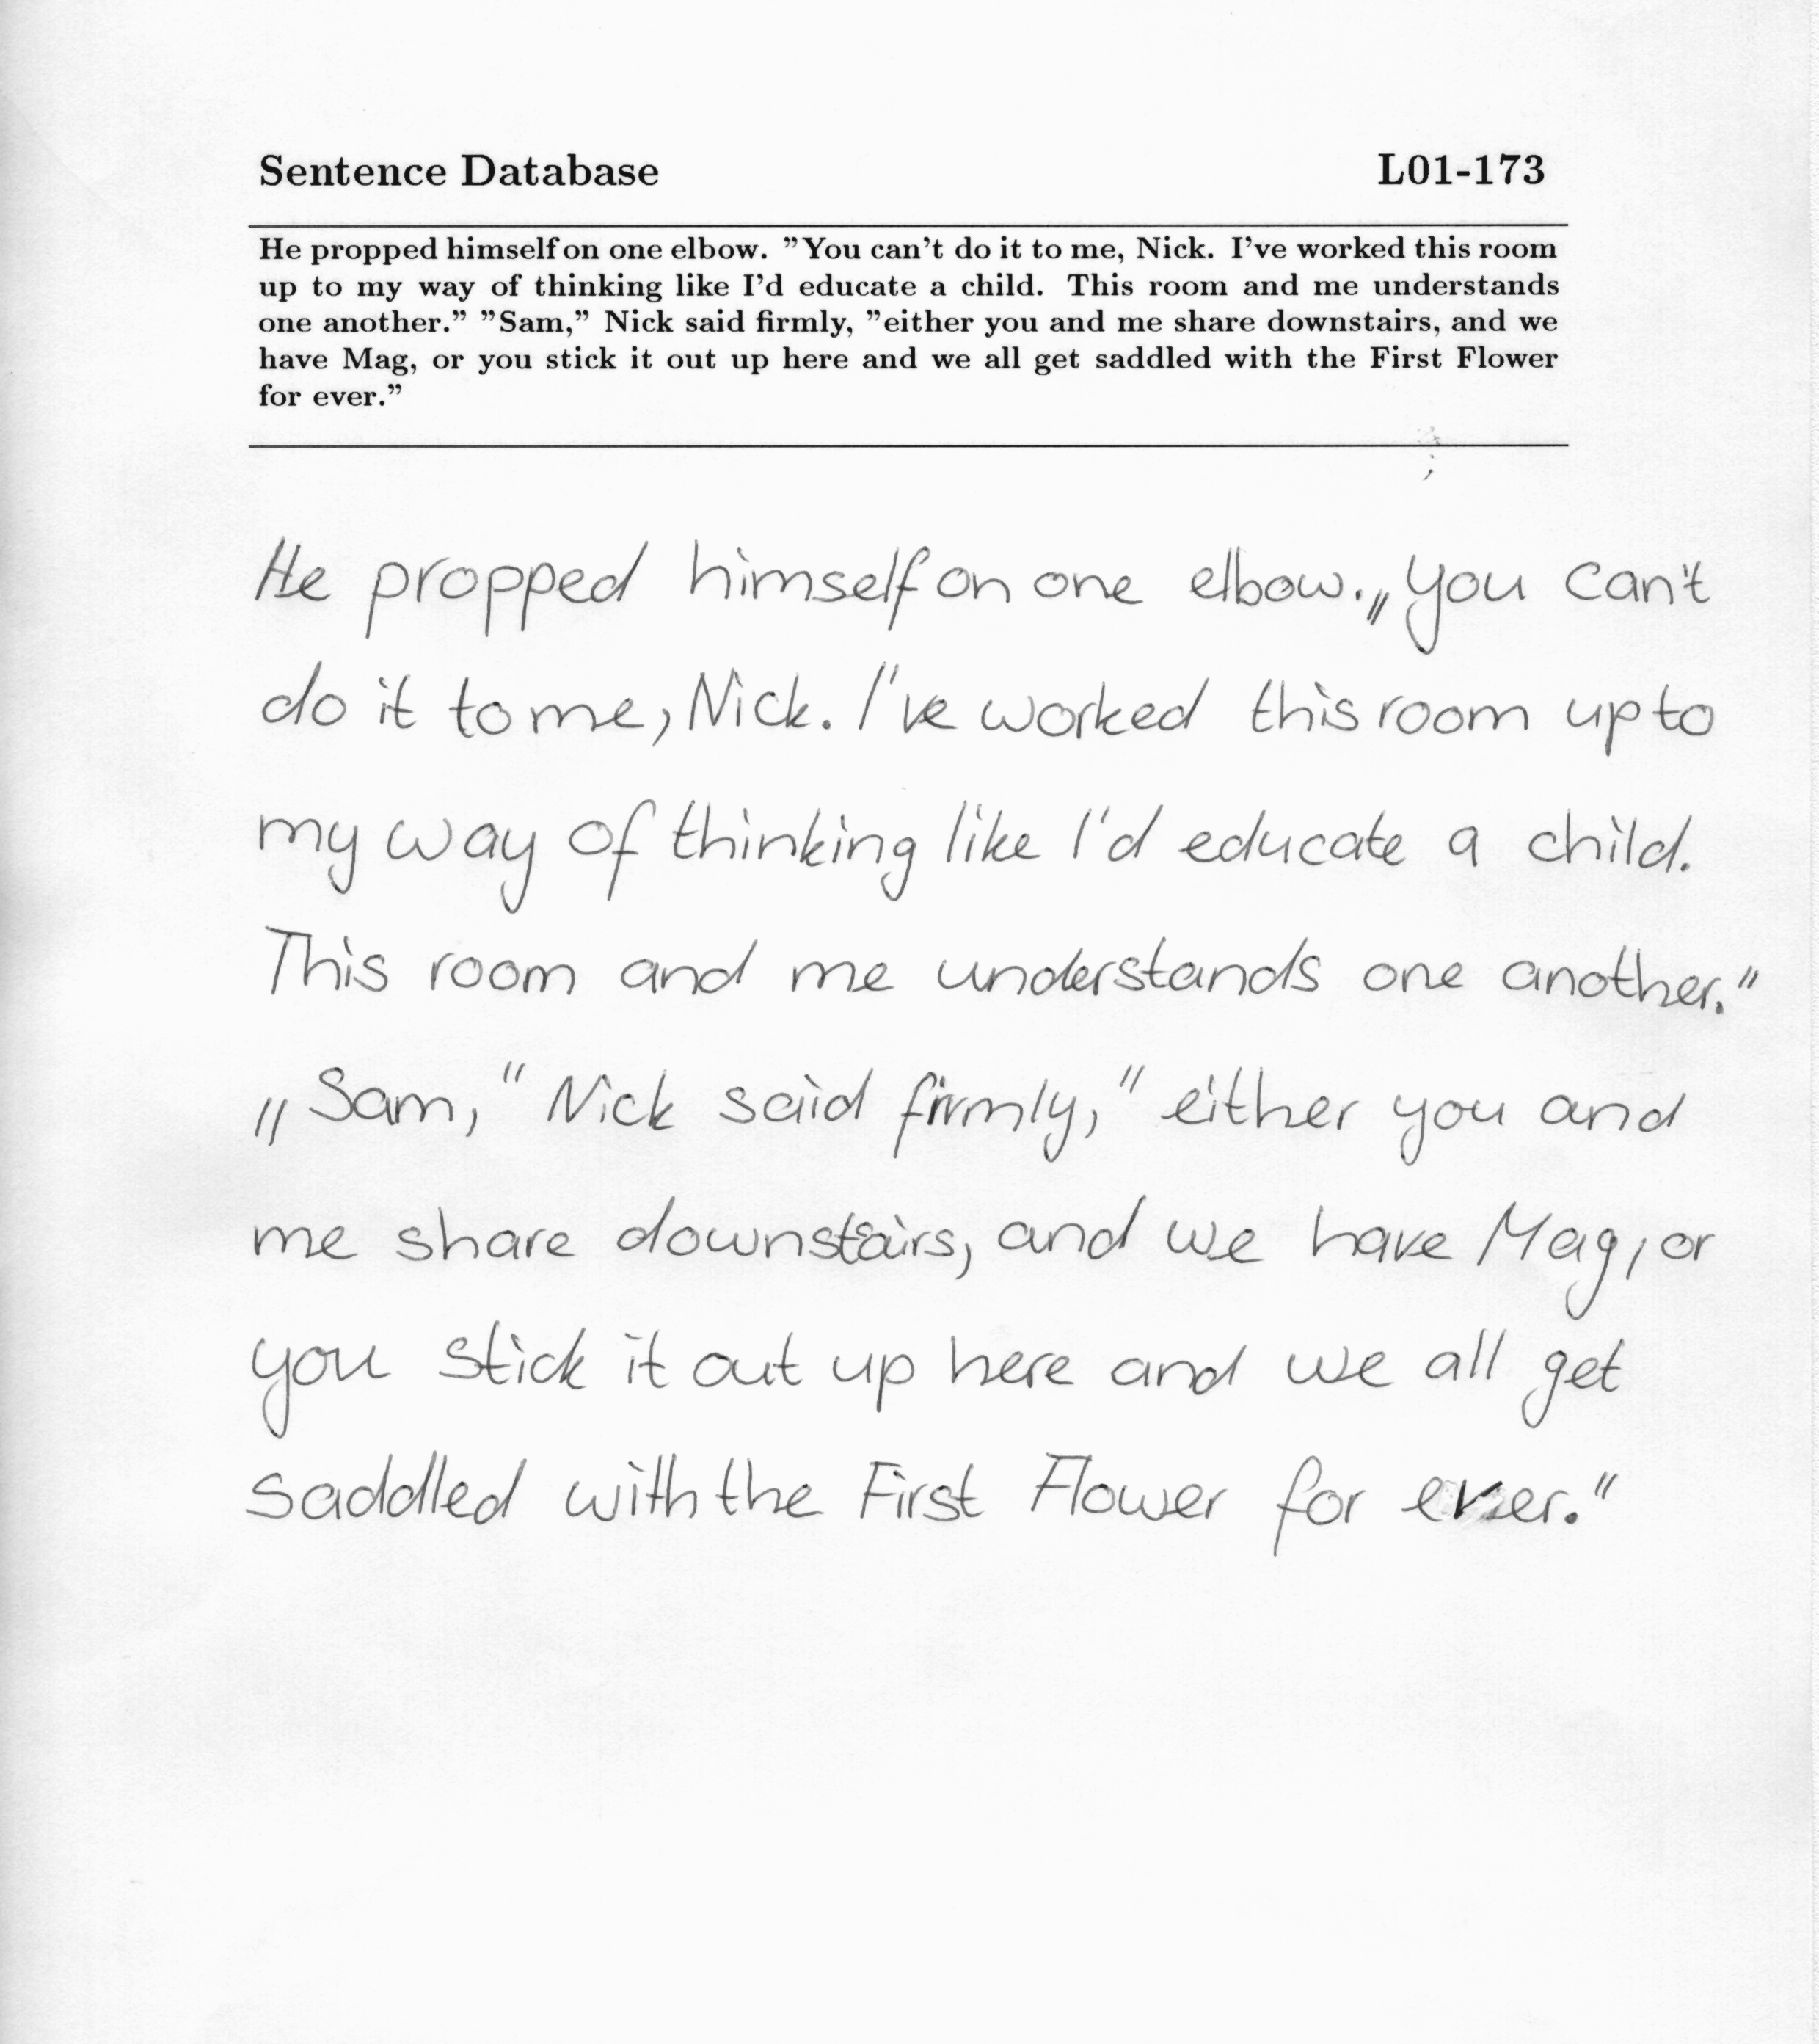 Sentence Database L01-173
He propped himself on one elbow. ”You can’t do it to me, Nick. I’ve worked this room
up to my way of thinking like I’d educate a child. This room and me understands
one another.” ”Sam,” Nick said firmly, ”either you and me share downstairs, and we
have Mag, or you stick it out up here and we all get saddled with the First Flower
for ever.”
He propped himself on one elbow. „You can't
do it to me, Nick. I've worked this room up to
my way of thinking like I'd educate a child.
This room and me understands one another."
„Sam," Nick said firmly," either you and
me share downstairs, and we have Mag, or
you stick it out up here and we all get
saddled with the First Flower for ever."